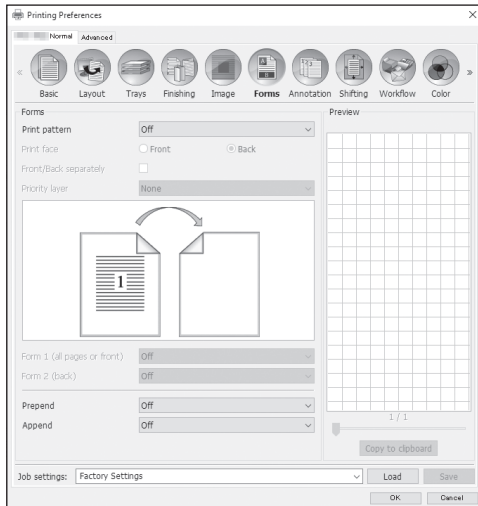 Printing Preferences
Normal Advanced
« Basic Layout Trays Finishing Image Forms Annotation Shifting Workflow Color »
Forms
Preview
Print pattern Off
Print face Front Back
Front/Back separately
Priority layer None
1
Form 1 (all pages or front) Off
Form 2 (back) Off
Prepend Off
Append Off
1 / 1
Copy to clipboard
Job settings: Factory Settings Load Save
OK Cancel